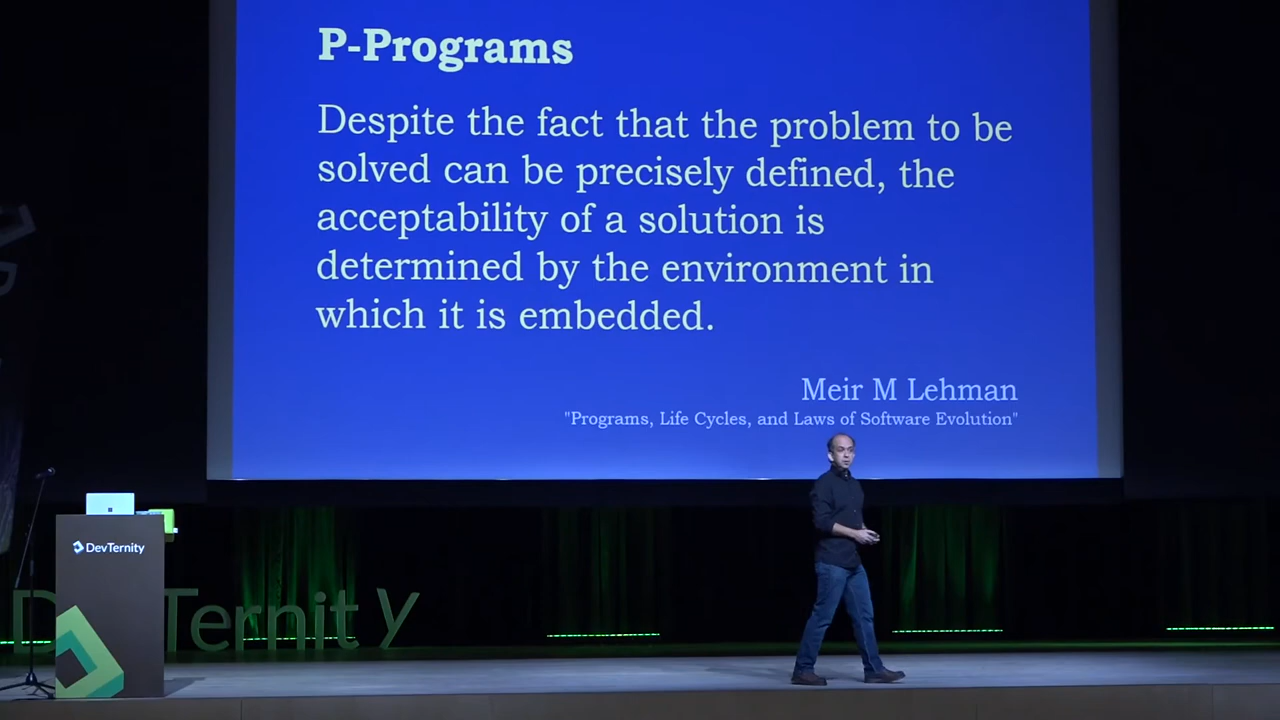 P-Programs
Despite the fact that the problem to be
solved can be precisely defined, the
acceptability of a solution is
determined by the environment in
which it is embedded.
Meir M Lehman
"Programs, Life Cycles, and Laws of Software Evolution"
DevTernity
DevTernity